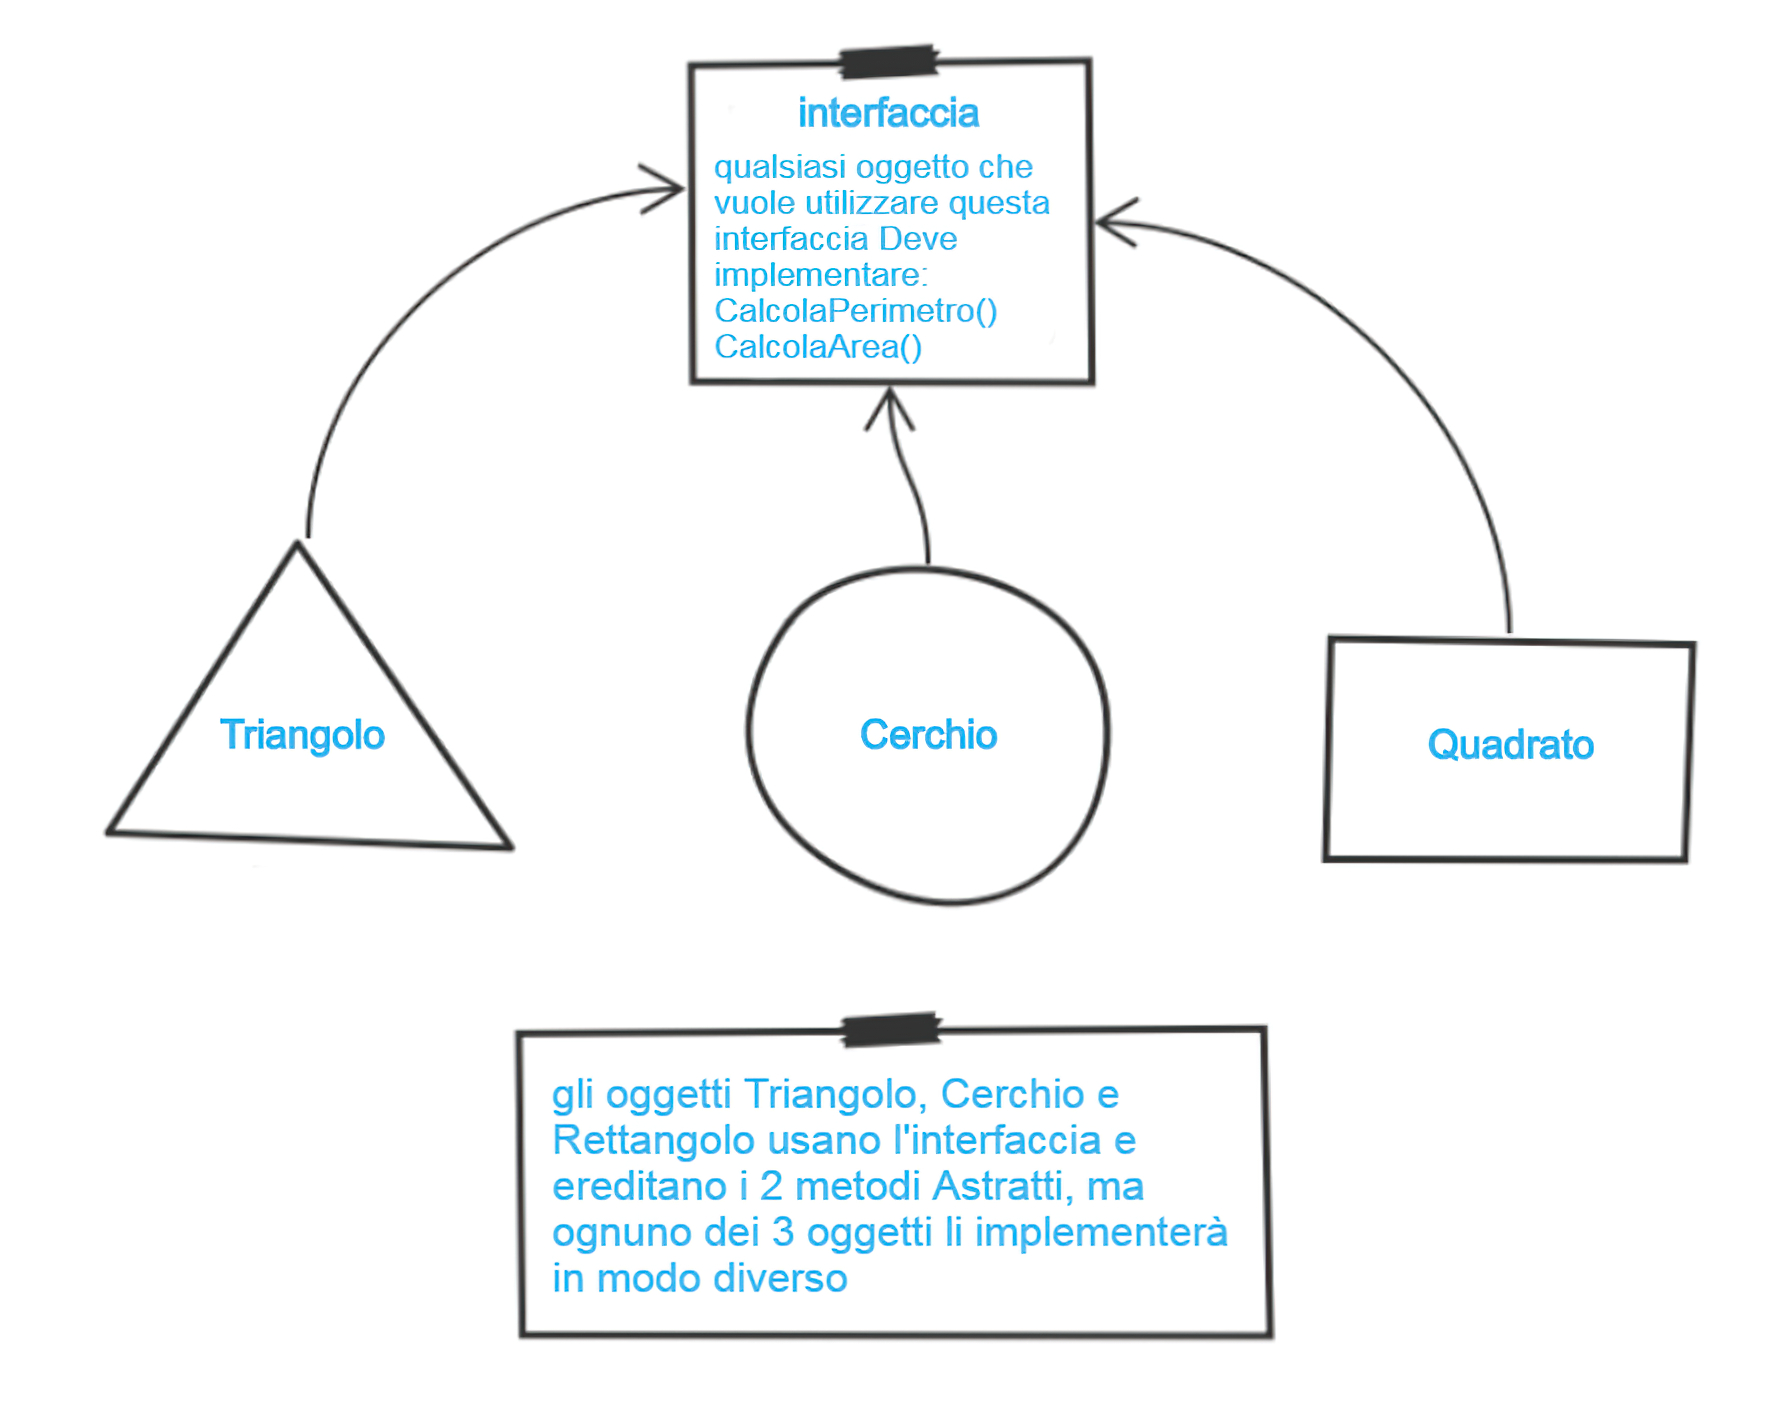 interfaccia
qualsiasi oggetto che
vuole utilizzare questa
interfaccia Deve
implementare:
CalcolaPerimetro()
CalcolaArea()
Triangolo
Cerchio
Quadrato
gli oggetti Triangolo, Cerchio e
Rettangolo usano l'interfaccia e
ereditano i 2 metodi Astratti, ma
ognuno dei 3 oggetti li implementerà
in modo diverso